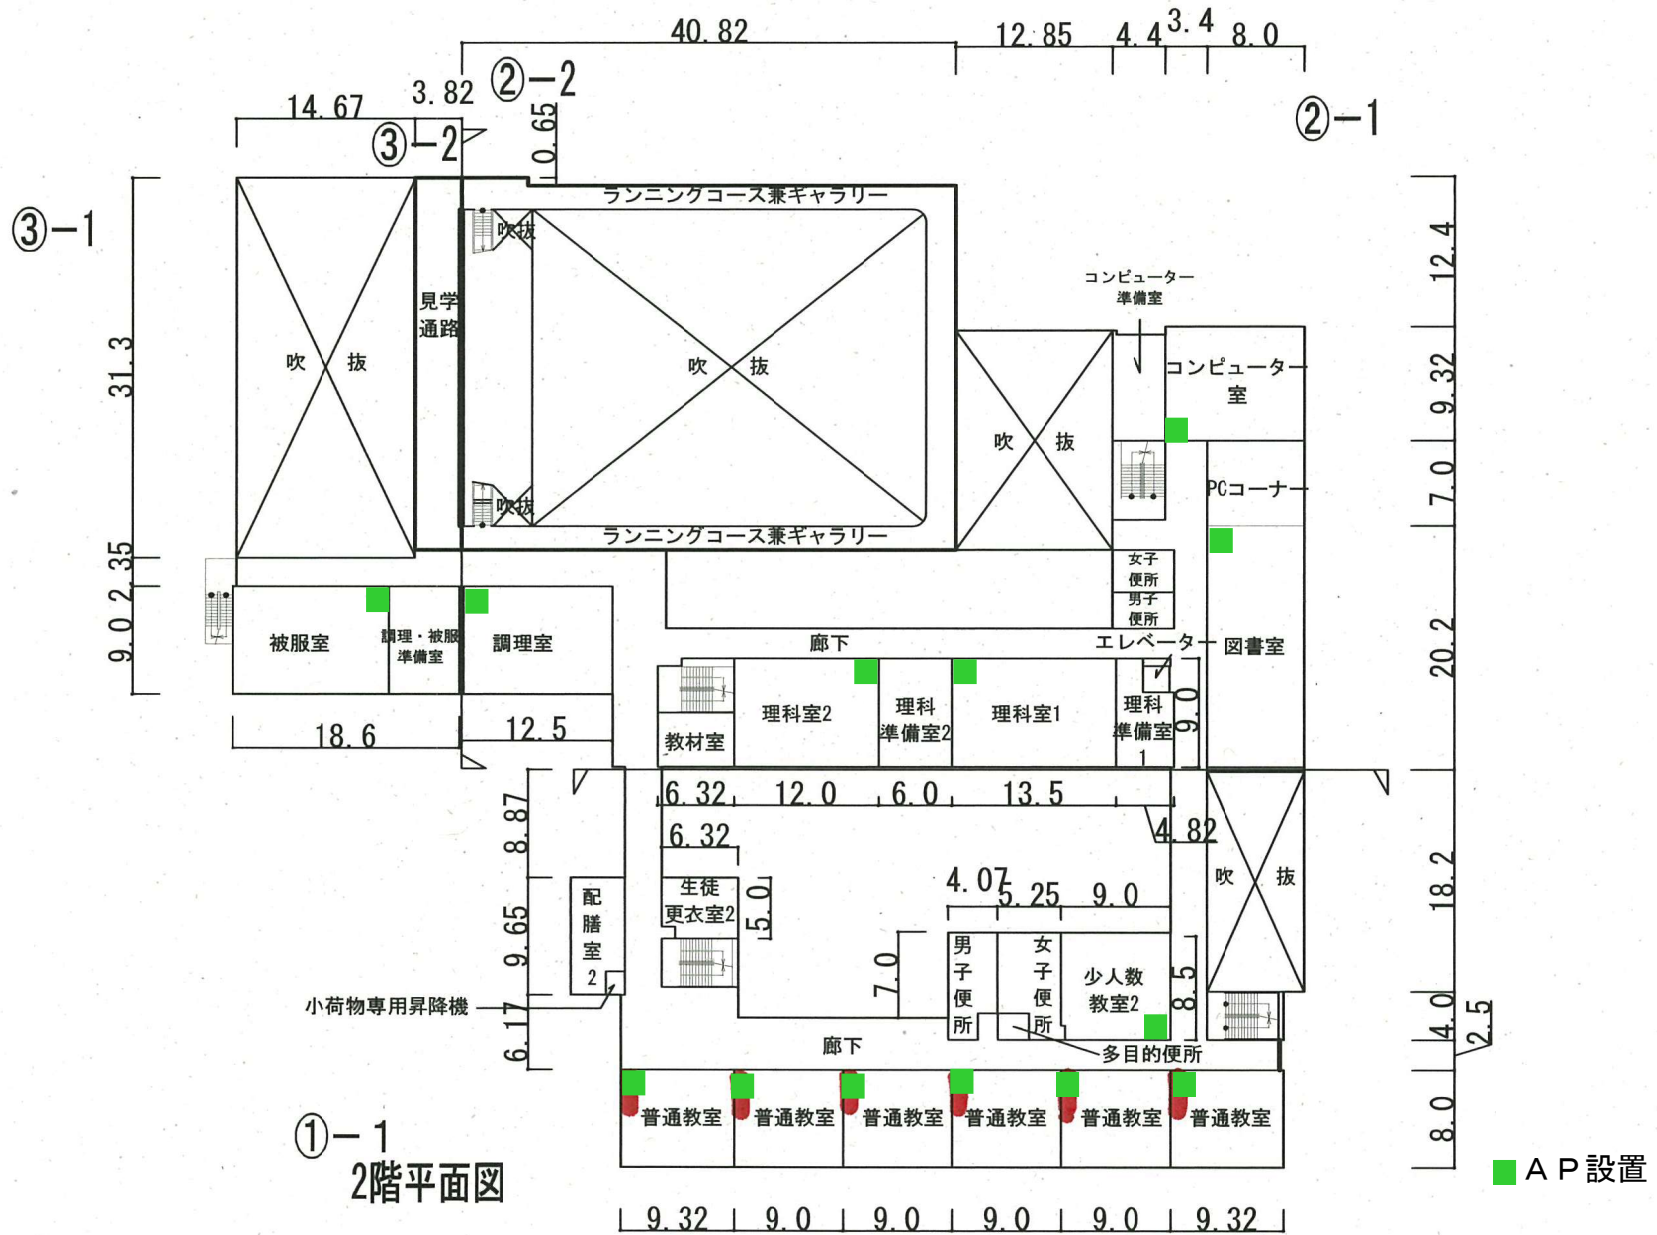 40.82
12.85
4.4
3.4
8.0
②-2
3.82
14.67
③-2
0.65
②-1
③-1
ランニングコース兼ギャラリー
吹抜
12.4
コンピューター
準備室
見学
通路
31.3
吹 抜
吹 抜
コンピューター
室
9.32
吹 抜
吹抜
PCコーナー
7.0
ランニングコース兼ギャラリー
2.35
女子
便所
男子
便所
9.0
被服室
調理・被服
準備室
調理室
廊下
エレベーター
図書室
20.2
理科室2
理科
準備室2
理科室1
理科
準備室
1
9.0
教材室
18.6
12.5
6.32
12.0
6.0
13.5
4.82
8.87
6.32
生徒
更衣室2
5.0
4.07
5.25
9.0
吹 抜
18.2
配
膳
室
2
9.65
男
子
便
所
女
子
便
所
少人数
教室2
7.0
8.5
小荷物専用昇降機
6.17
4.0
2.5
廊下
多目的便所
普通教室
普通教室
普通教室
普通教室
普通教室
普通教室
8.0
①-1
2階平面図
AP設置
9.32
9.0
9.0
9.0
9.0
9.32